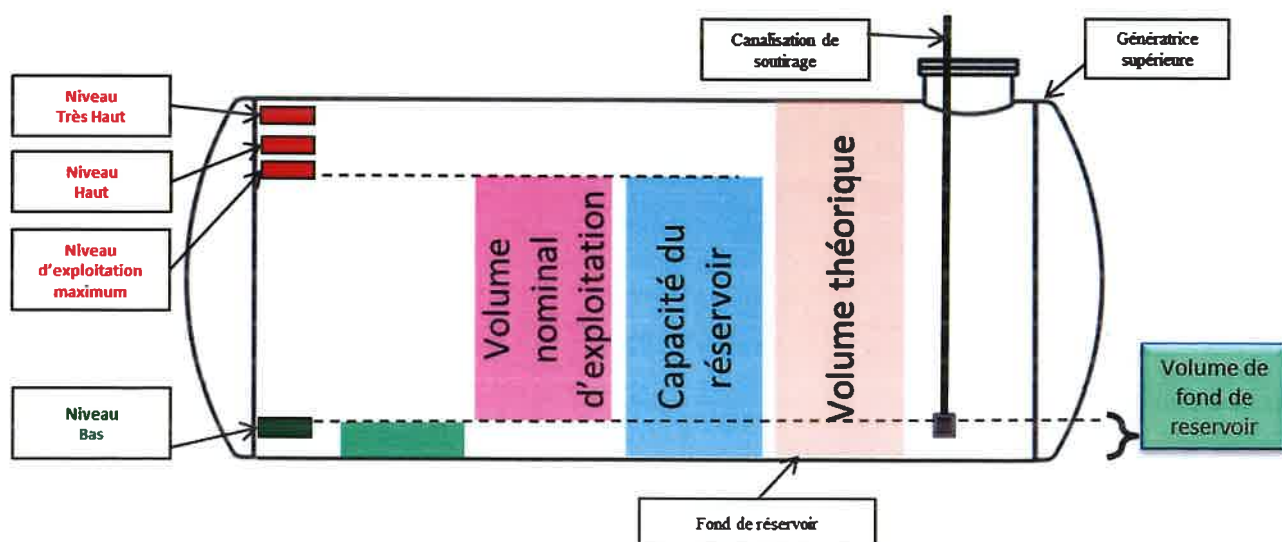 Canalisation de
soutirage
Génératrice
supérieure
Niveau
Très Haut
Niveau
Haut
Niveau
d'exploitation
maximum
Volume
nominal
d'exploitation
Capacité du
réservoir
Volume théorique
Niveau
Bas
Volume de
fond de
reservoir
Fond de réservoir